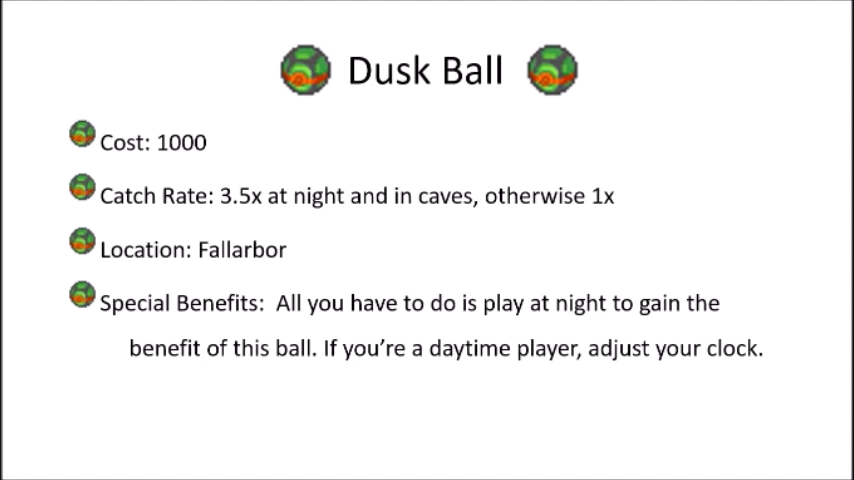 Dusk Ball
Cost: 1000
Catch Rate: 3.5x at night and in caves, otherwise 1x
Location: Fallarbor
Special Benefits:  All you have to do is play at night to gain the
benefit of this ball. If you’re a daytime player, adjust your clock.